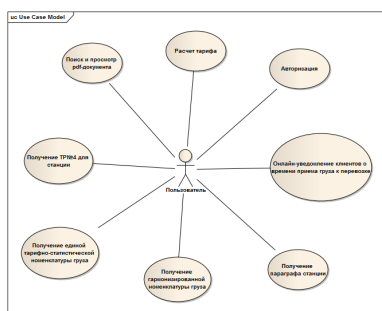 uc Use Case Model
Поиск и просмотр
pdf-документа
Расчет тарифа
Авторизация
Получение ТР№4 для
станции
Онлайн-уведомление клиентов о
времени приема груза к перевозке
Пользователь
Получение единой
тарифно-статистической
номенклатуры груза
Получение
гармонизированной
номенклатуры груза
Получение
параграфа станции